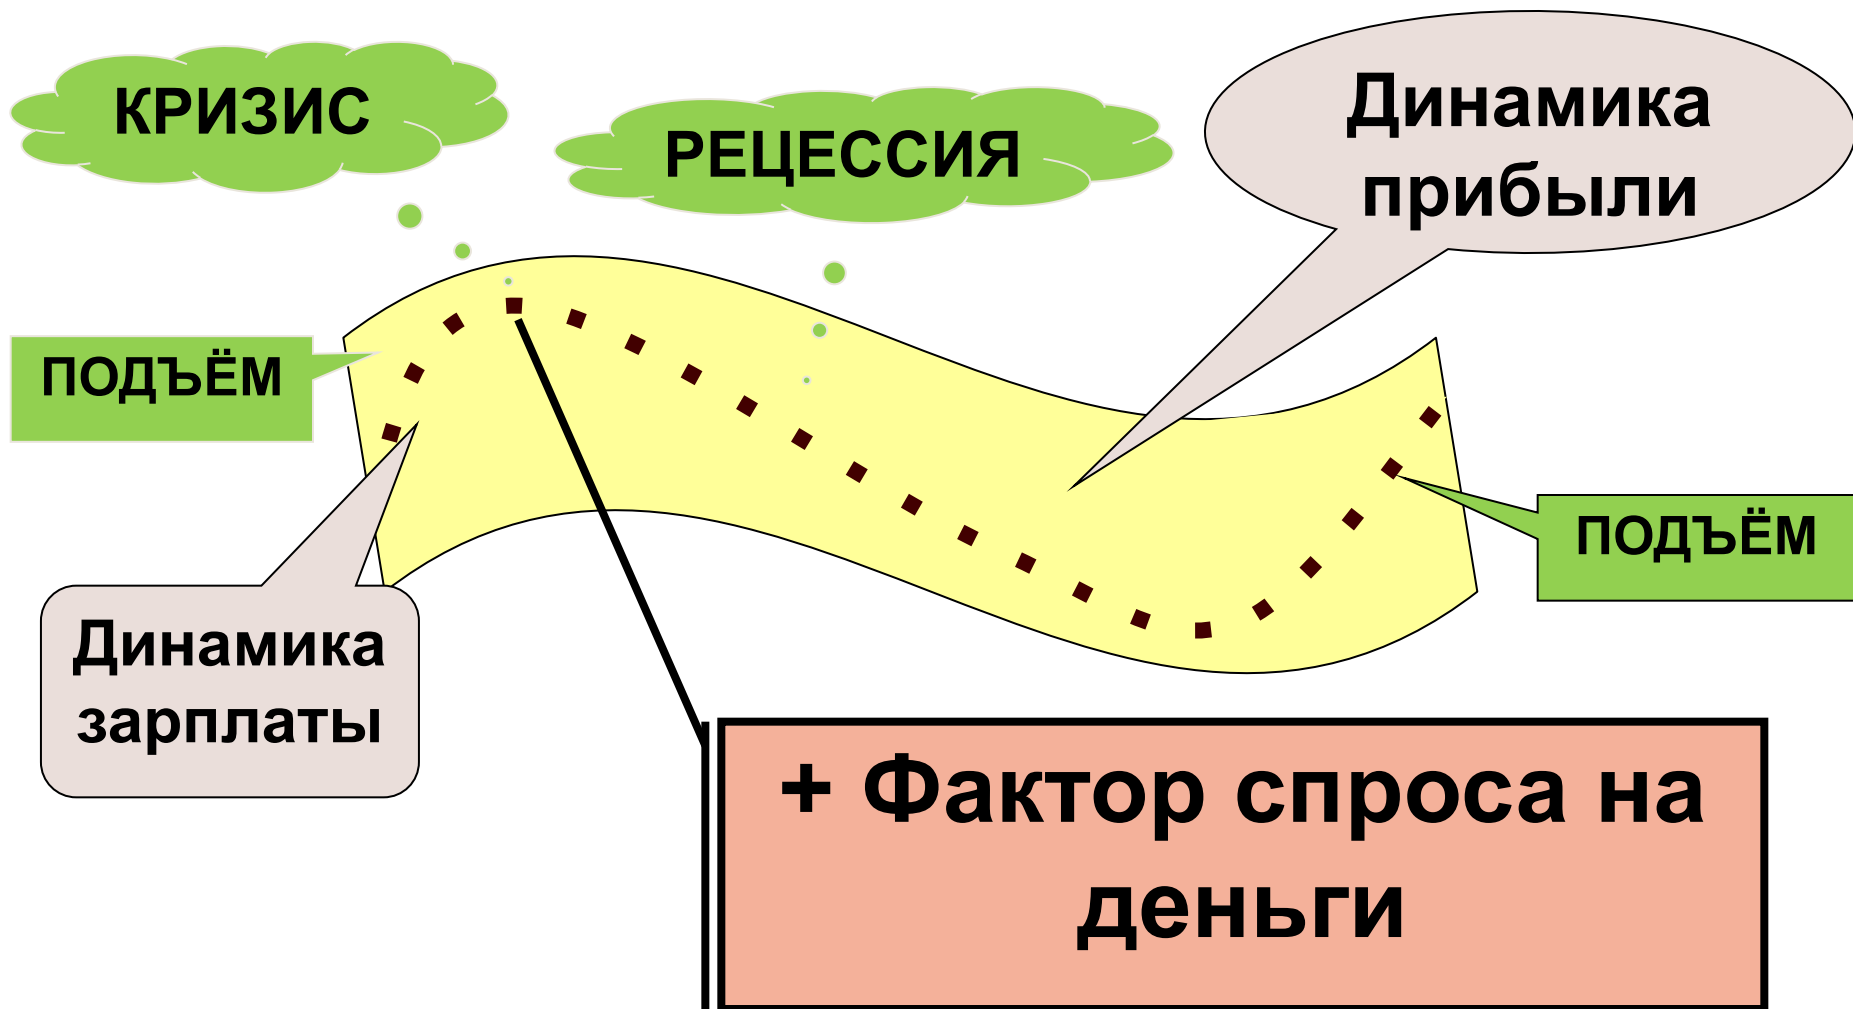 КРИЗИС
РЕЦЕССИЯ
Динамика
прибыли
ПОДЪЁМ
ПОДЪЁМ
Динамика
зарплаты
+ Фактор спроса на
деньги